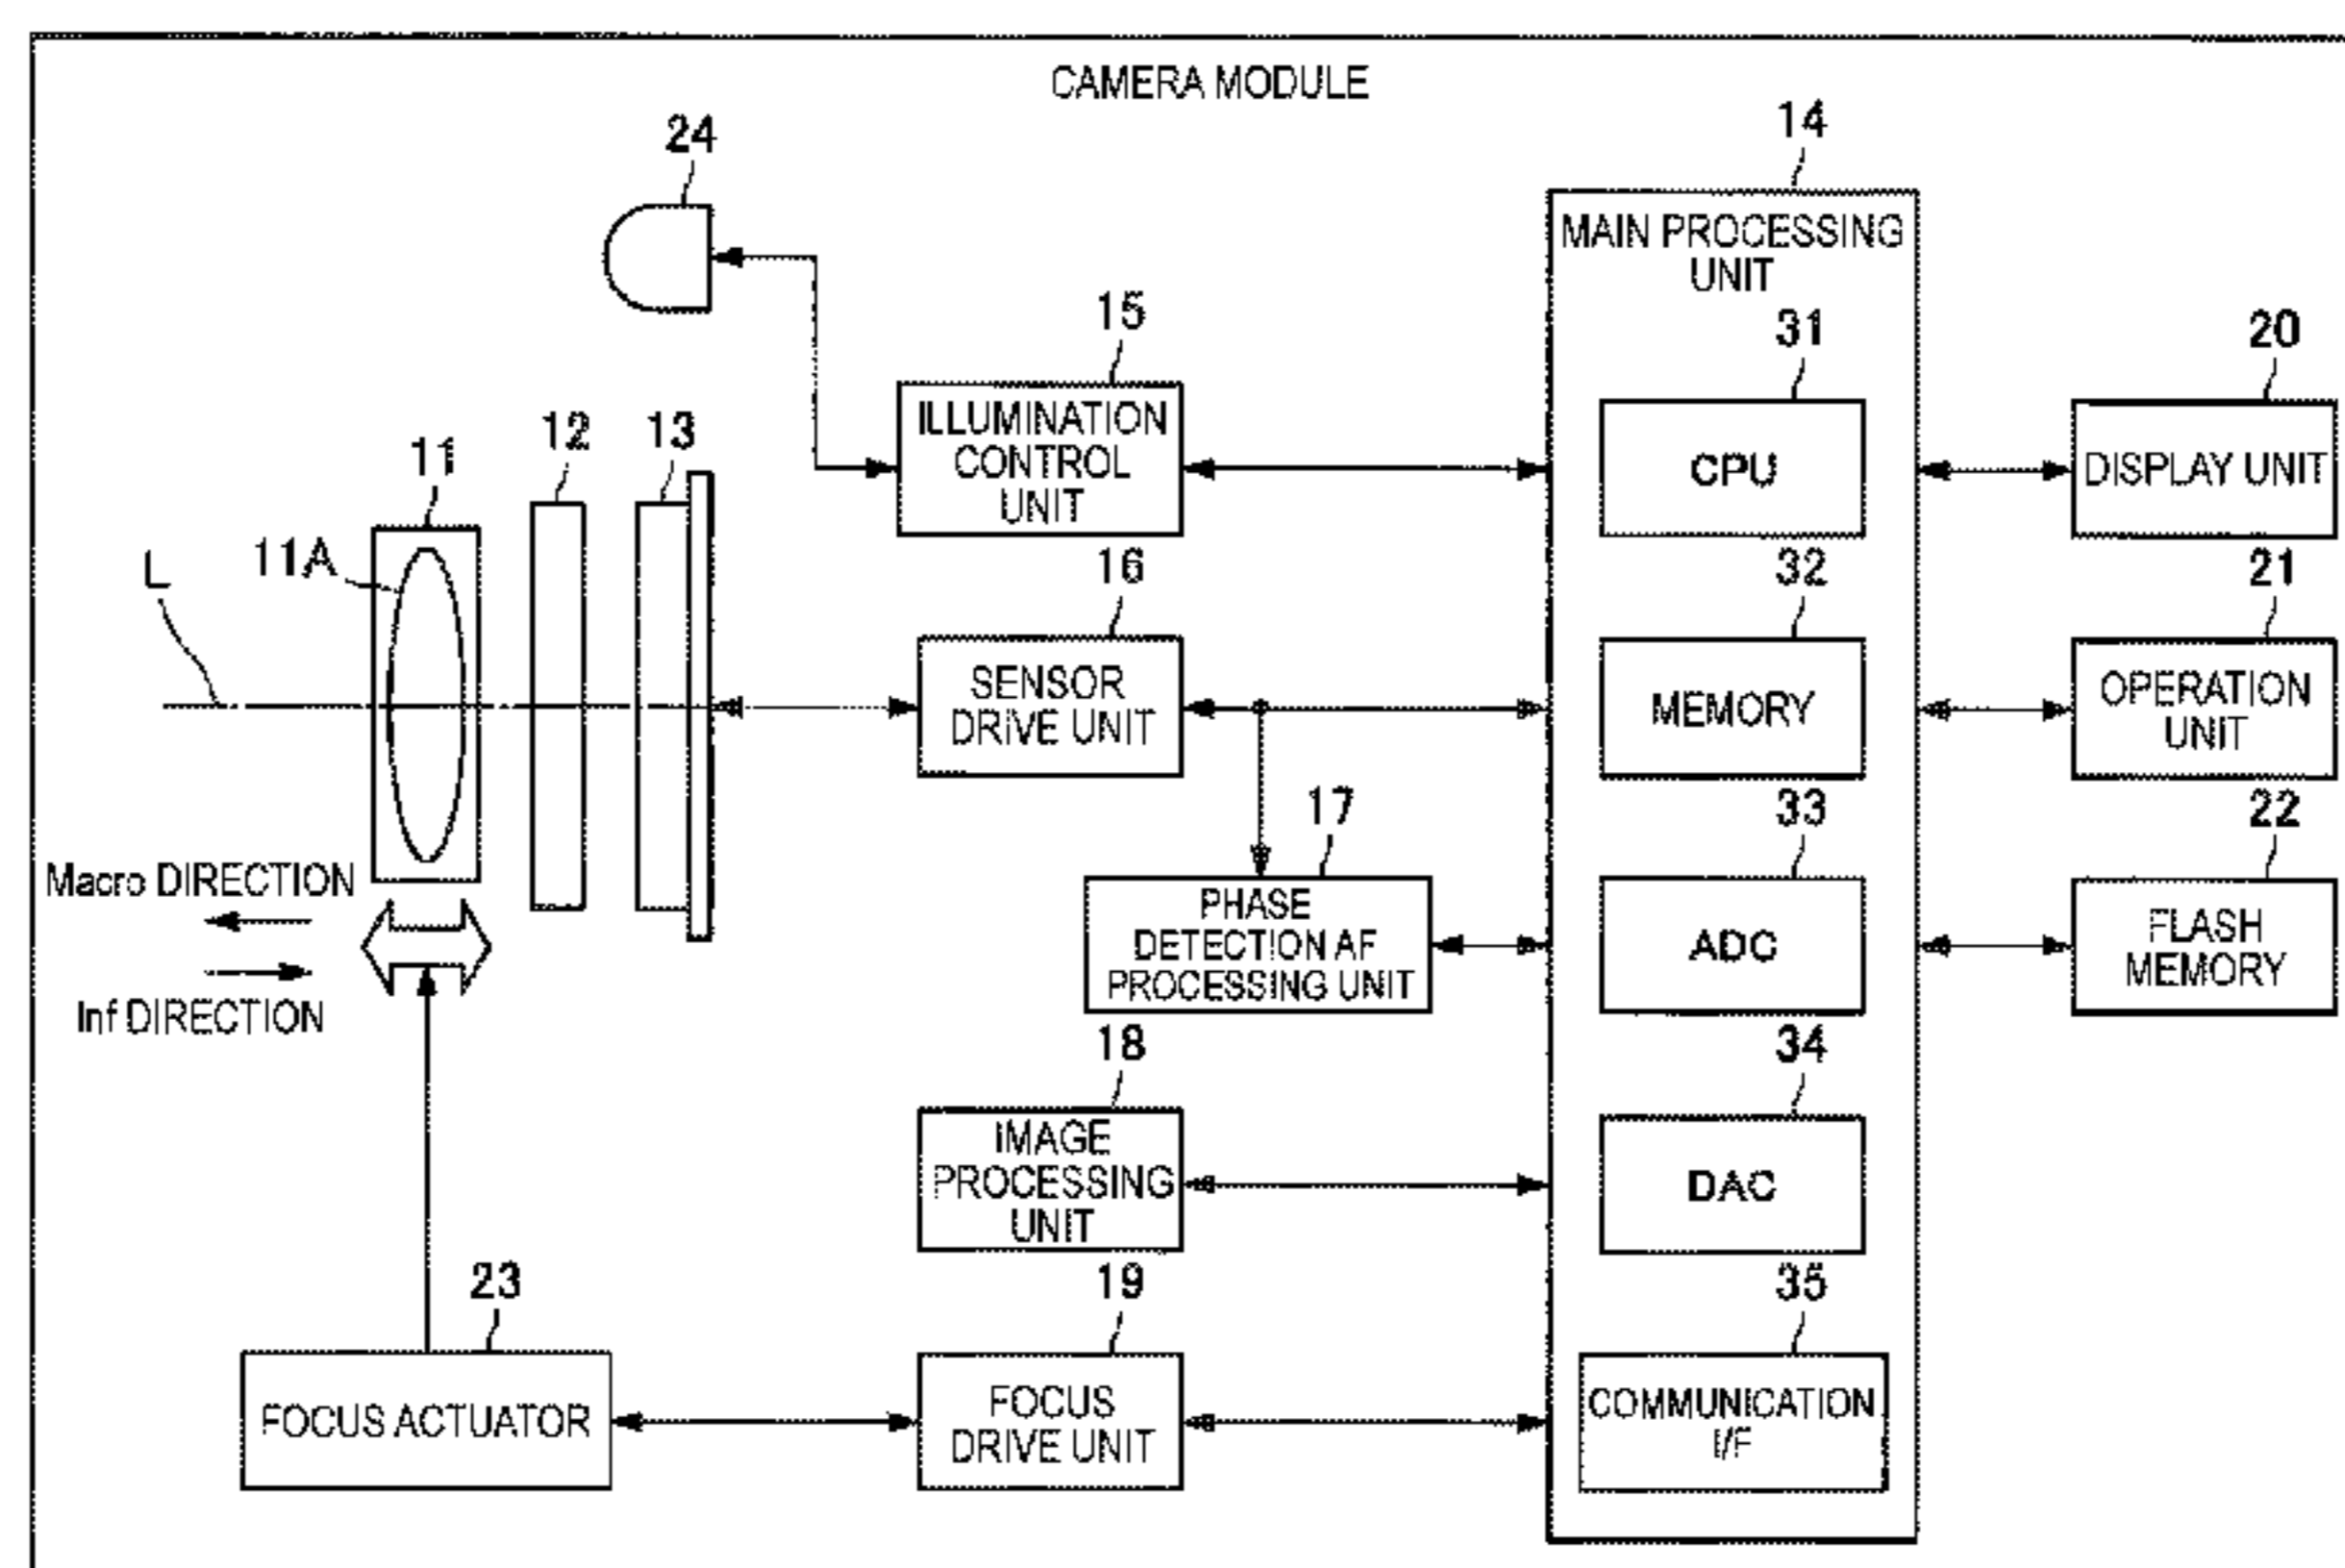 CAMERA MODULE
24
14
MAIN PROCESSING
UNIT
15
31
20
ILLUMINATION
CONTROL
UNIT
CPU
DISPLAY UNIT
11
12
13
11A
L
16
32
21
SENSOR
DRIVE UNIT
MEMORY
OPERATION
UNIT
17
33
22
Macro DIRECTION
Inf DIRECTION
PHASE
DETECTION AF
PROCESSING UNIT
ADC
FLASH
MEMORY
18
34
IMAGE
PROCESSING
UNIT
DAC
23
19
35
FOCUS ACTUATOR
FOCUS
DRIVE UNIT
COMMUNICATION
I/F